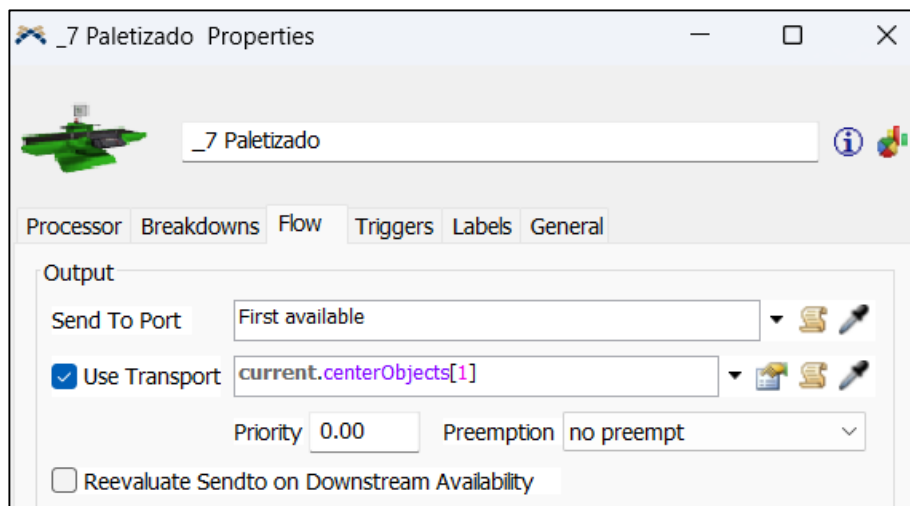 _7 Paletizado Properties
_7 Paletizado
Processor Breakdowns Flow Triggers Labels General
Output
Send To Port First available
Use Transport current.centerObjects[1]
Priority 0.00 Preemption no preempt
Reevaluate Sendto on Downstream Availability